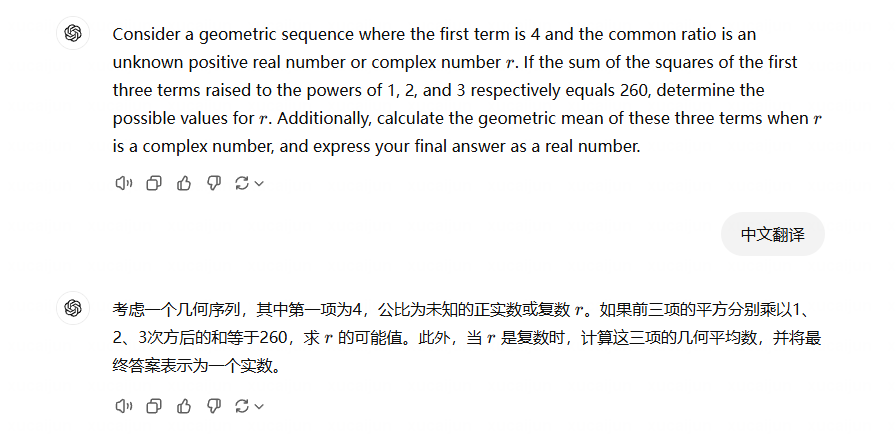 Consider a geometric sequence where the first term is 4 and the common ratio is an
unknown positive real number or complex number r. If the sum of the squares of the first
three terms raised to the powers of 1, 2, and 3 respectively equals 260, determine the
possible values for r. Additionally, calculate the geometric mean of these three terms when r
is a complex number, and express your final answer as a real number.
中文翻译
考虑一个几何序列，其中第一项为4，公比为未知的正实数或复数 r。如果前三项的平方分别乘以1、
2、3次方后的和等于260，求 r 的可能值。此外，当 r 是复数时，计算这三项的几何平均数，并将最
终答案表示为一个实数。